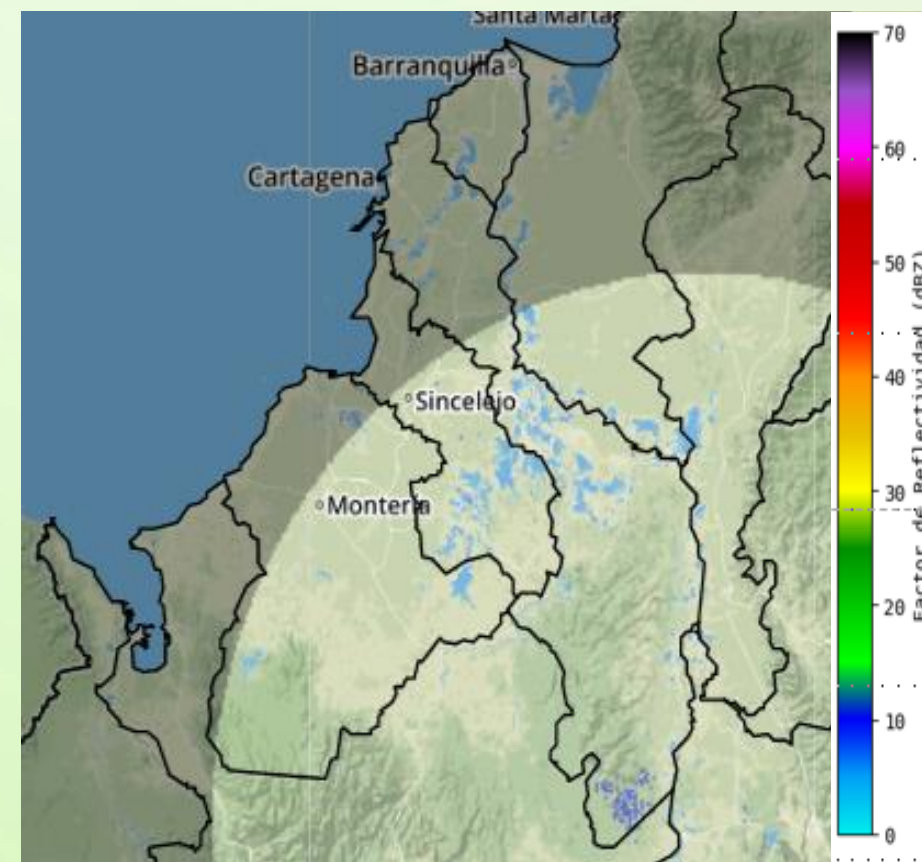 Santa Marta
Barranquilla
Cartagena
Sincelejo
Montería
70
60
50
40
30
20
10
0
Factor de Reflectividad (dBZ)